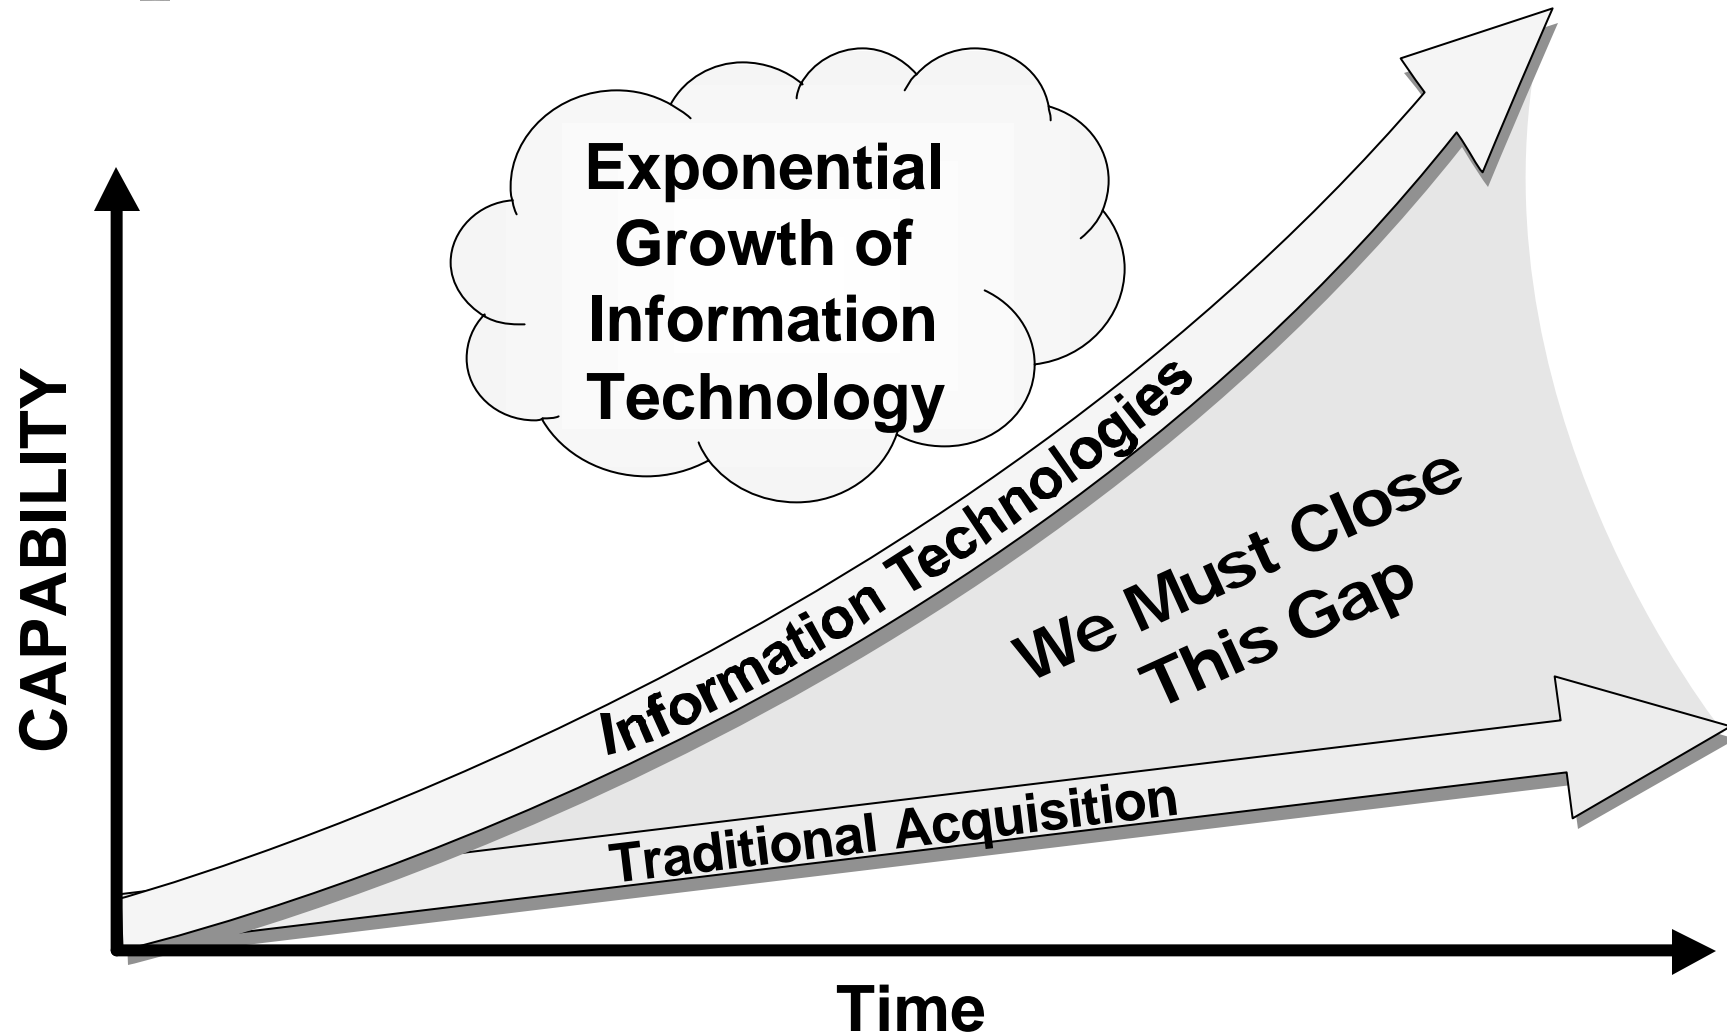 Exponential
Growth of
Information
Technology
CAPABILITY
Information Technologies
We Must Close
This Gap
Traditional Acquisition
Time